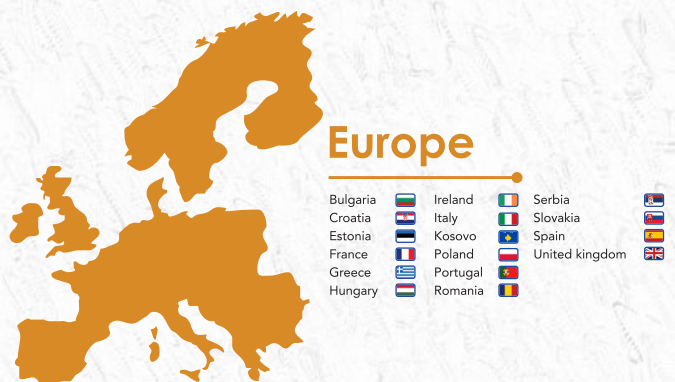 Europe
Bulgaria
Croatia
Estonia
France
Greece
Hungary
Ireland
Italy
Kosovo
Poland
Portugal
Romania
Serbia
Slovakia
Spain
United kingdom